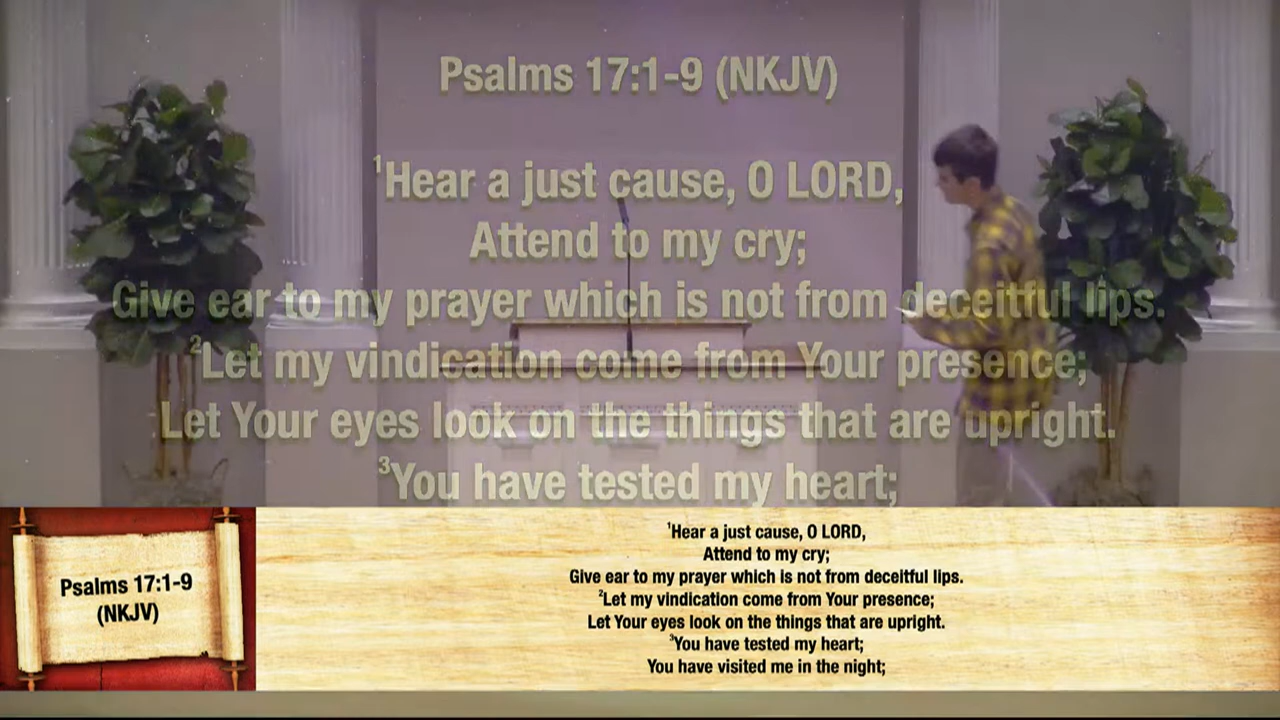 Psalms 17:1-9 (NKJV)
1Hear a just cause, O LORD,
Attend to my cry;
Give ear to my prayer which is not from deceitful lips.
2Let my vindication come from Your presence;
Let Your eyes look on the things that are upright.
3You have tested my heart;
Psalms 17:1-9
(NKJV)
1Hear a just cause, O LORD,
Attend to my cry;
Give ear to my prayer which is not from deceitful lips.
2Let my vindication come from Your presence;
Let Your eyes look on the things that are upright.
3You have tested my heart;
You have visited me in the night;